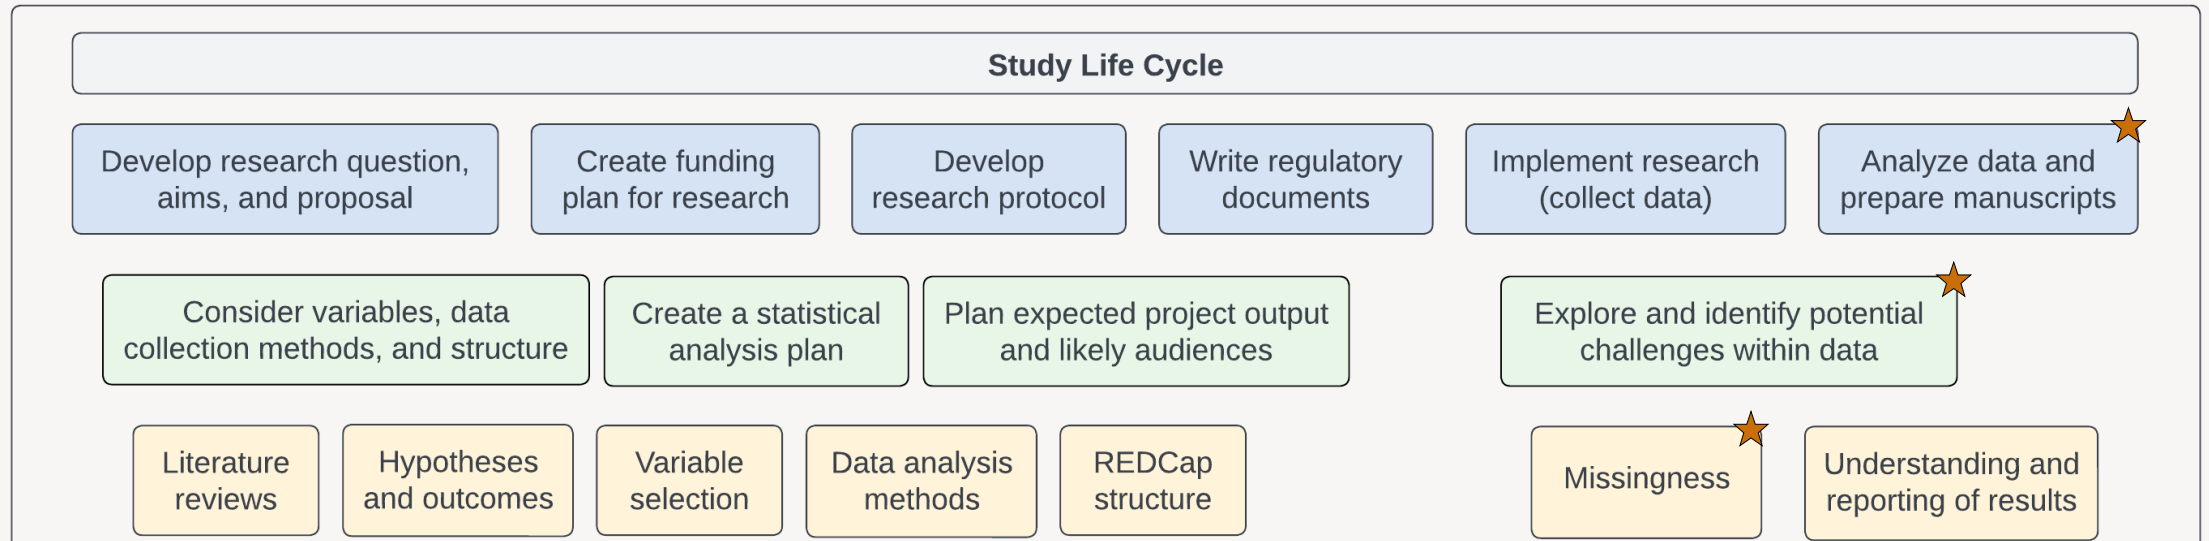 Study Life Cycle
Develop research question,
aims, and proposal
Create funding
plan for research
Develop
research protocol
Write regulatory
documents
Implement research
(collect data)
Analyze data and
prepare manuscripts
Consider variables, data
collection methods, and structure
Create a statistical
analysis plan
Plan expected project output
and likely audiences
Explore and identify potential
challenges within data
Literature
reviews
Hypotheses
and outcomes
Variable
selection
Data analysis
methods
REDCap
structure
Missingness
Understanding and
reporting of results